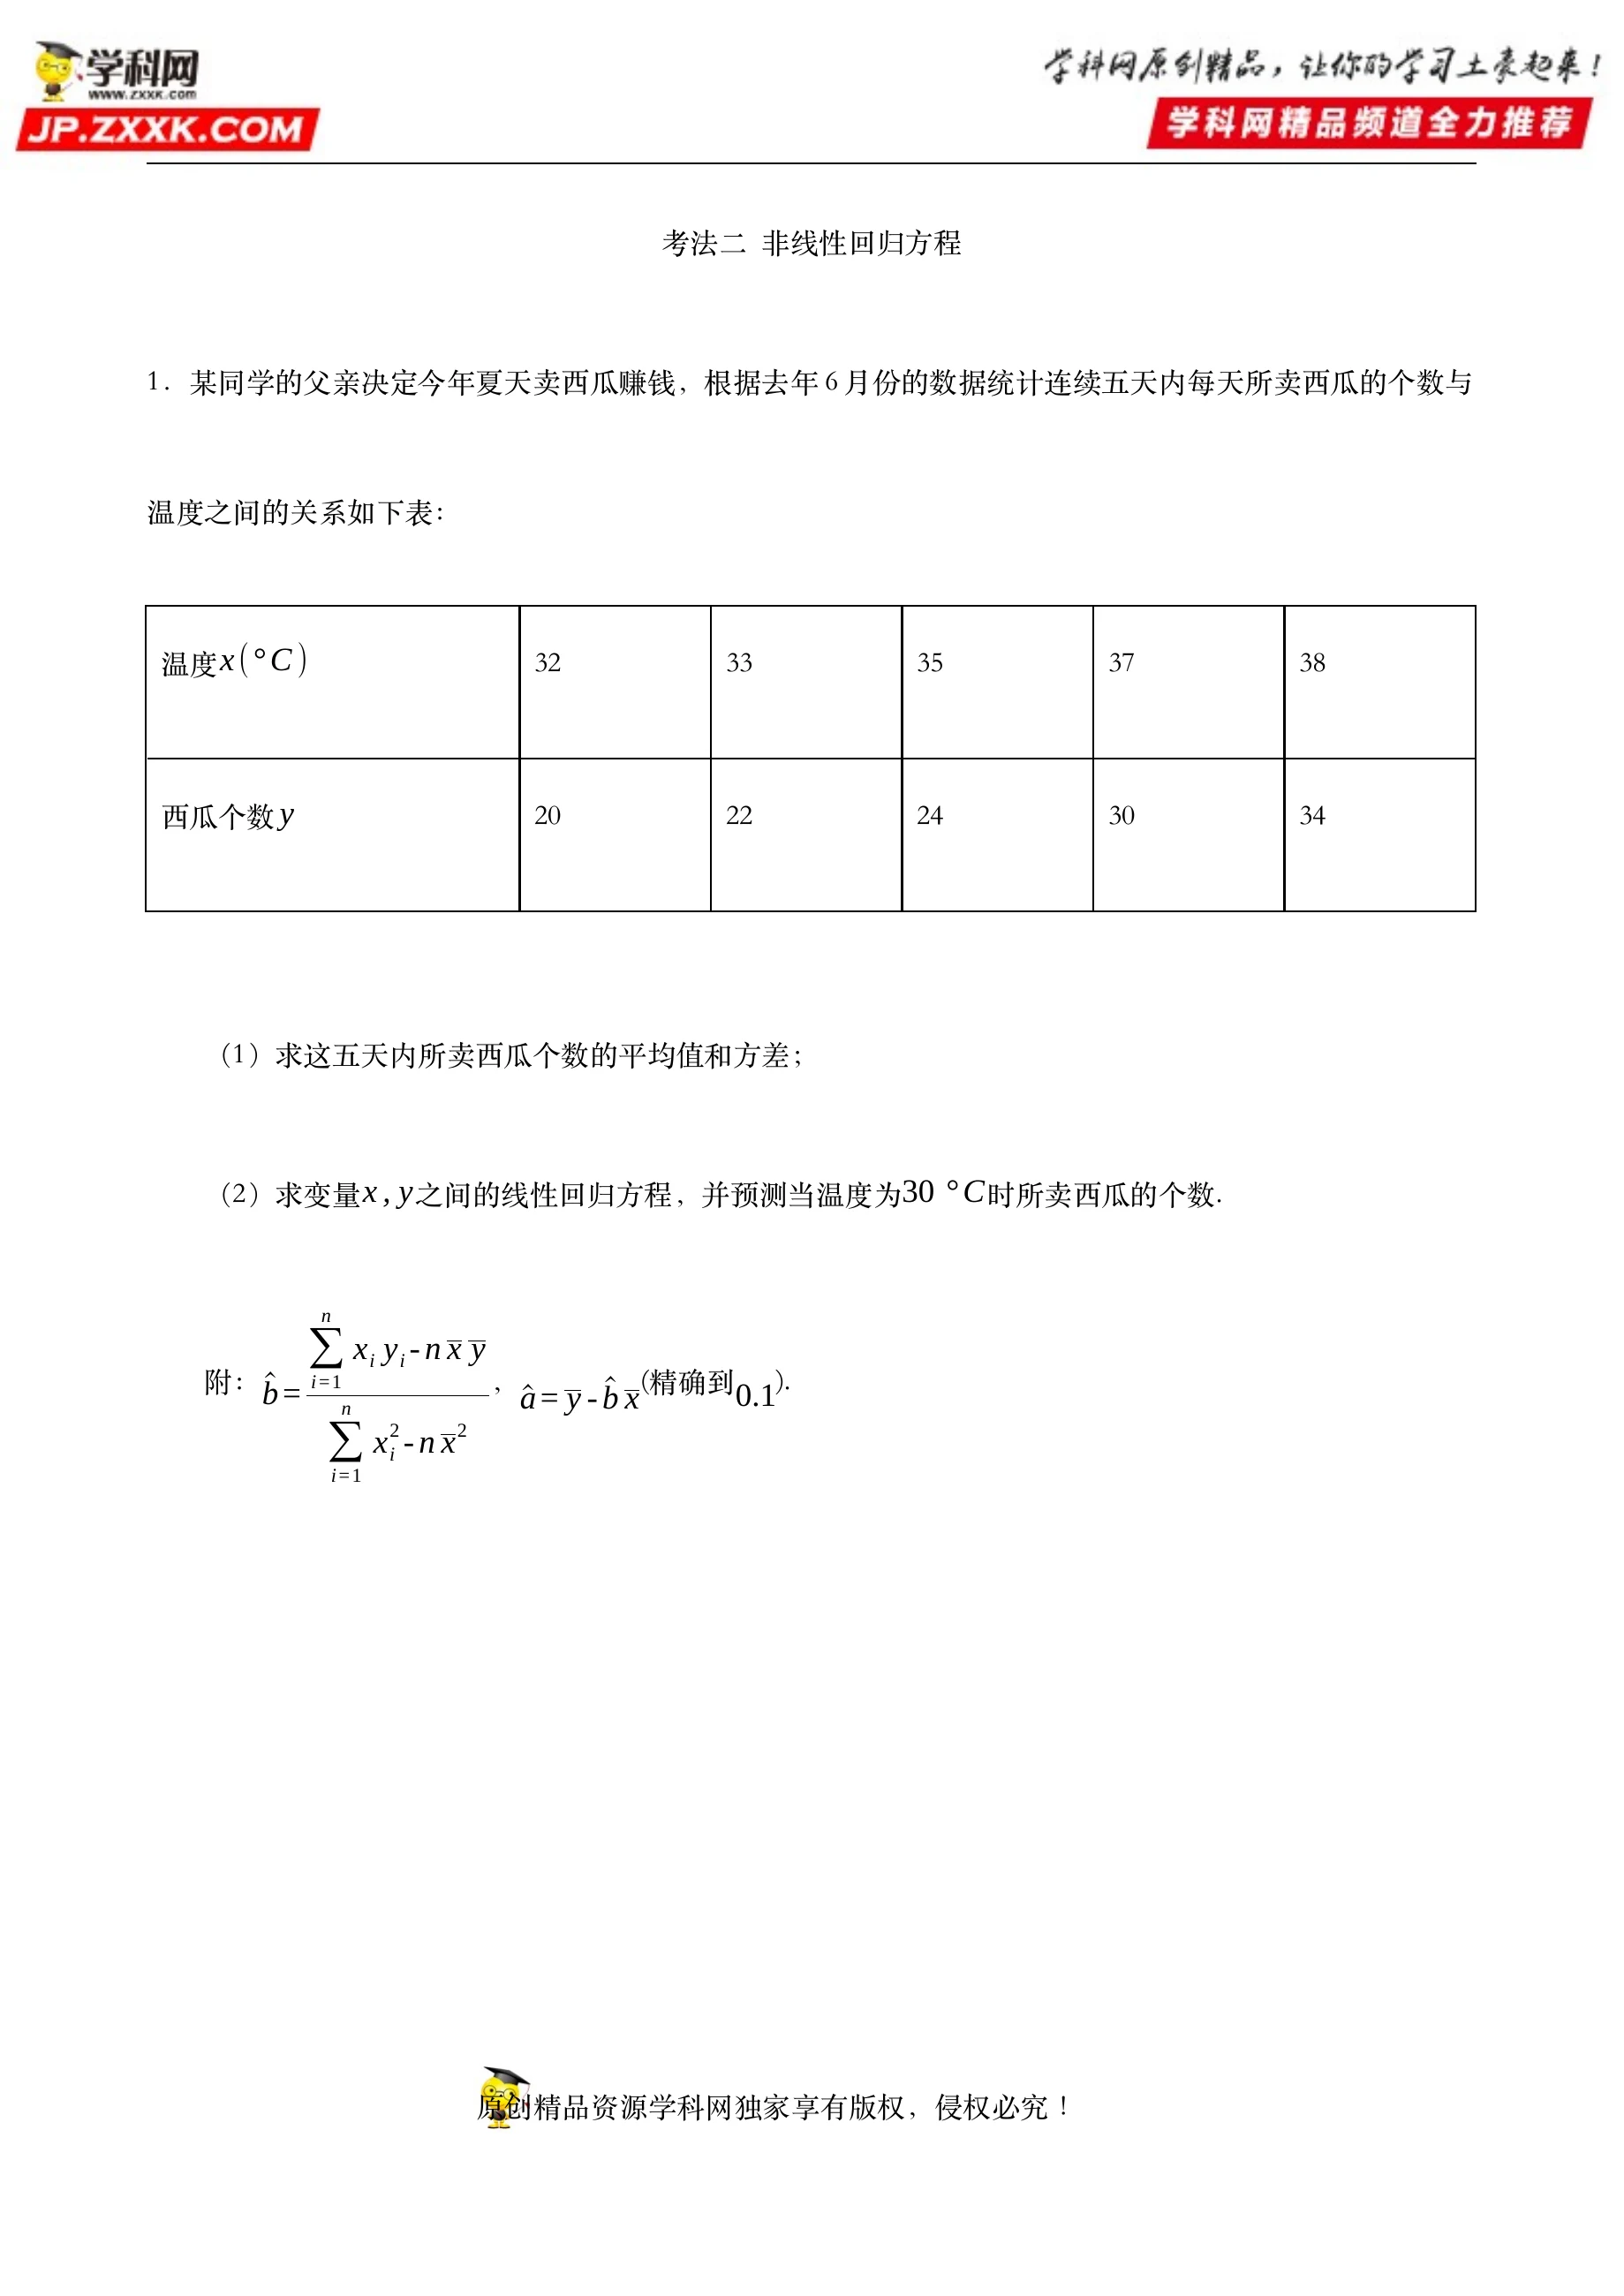 学科网
www.zxxk.com
JP.ZXXK.COM
学科网原创精品，让你的学习土豪起来！
学科网精品频道全力推荐
考法二 非线性回归方程
1．某同学的父亲决定今年夏天卖西瓜赚钱，根据去年 6 月份的数据统计连续五天内每天所卖西瓜的个数与
温度之间的关系如下表：
温度x(°C) 32 33 35 37 38
西瓜个数y 20 22 24 30 34
（1）求这五天内所卖西瓜个数的平均值和方差；
（2）求变量x,y之间的线性回归方程，并预测当温度为30 °C时所卖西瓜的个数.
附：b̂=(∑_{i=1}^{n} x_i y_i-n x̅ y̅)/(∑_{i=1}^{n} x_i^2-n x̅^2)，â=y̅-b̂x̅(精确到0.1).
原创精品资源学科网独家享有版权，侵权必究！